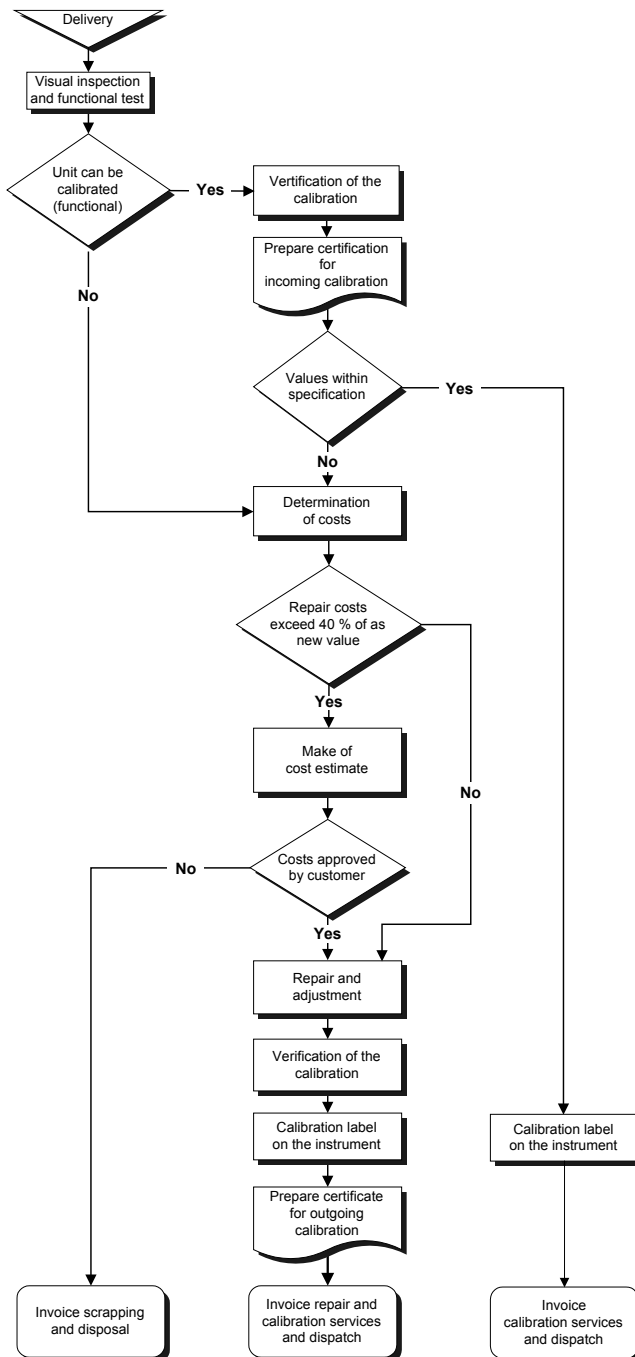 Delivery
Visual inspection
and functional test
Unit can be
calibrated
(functional)
Yes
Vertification of the
calibration
Prepare certification
for
incoming calibration
No
Values within
specification
Yes
No
Determination
of costs
Repair costs
exceed 40 % of as
new value
Yes
Make of
cost estimate
No
Costs approved
by customer
No
Yes
Repair and
adjustment
Verification of the
calibration
Calibration label
on the instrument
Calibration label
on the instrument
Prepare certificate
for outgoing
calibration
Invoice scrapping
and disposal
Invoice repair and
calibration services
and dispatch
Invoice
calibration services
and dispatch